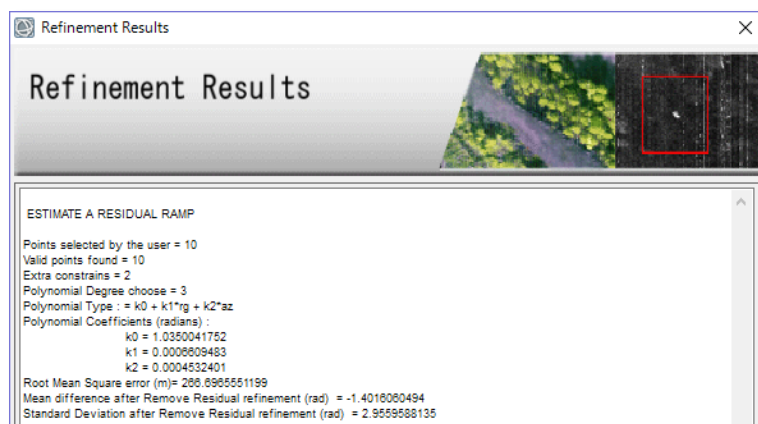 Refinement Results
Refinement Results
ESTIMATE A RESIDUAL RAMP
Points selected by the user = 10
Valid points found = 10
Extra constrains = 2
Polynomial Degree choose = 3
Polynomial Type : = k0 + k1*rg + k2*az
Polynomial Coefficients (radians) :
k0 = 1.0350041752
k1 = 0.0006609483
k2 = 0.0004532401
Root Mean Square error (m)= 266.6965551199
Mean difference after Remove Residual refinement (rad) = -1.4016060494
Standard Deviation after Remove Residual refinement (rad) = 2.9559588135